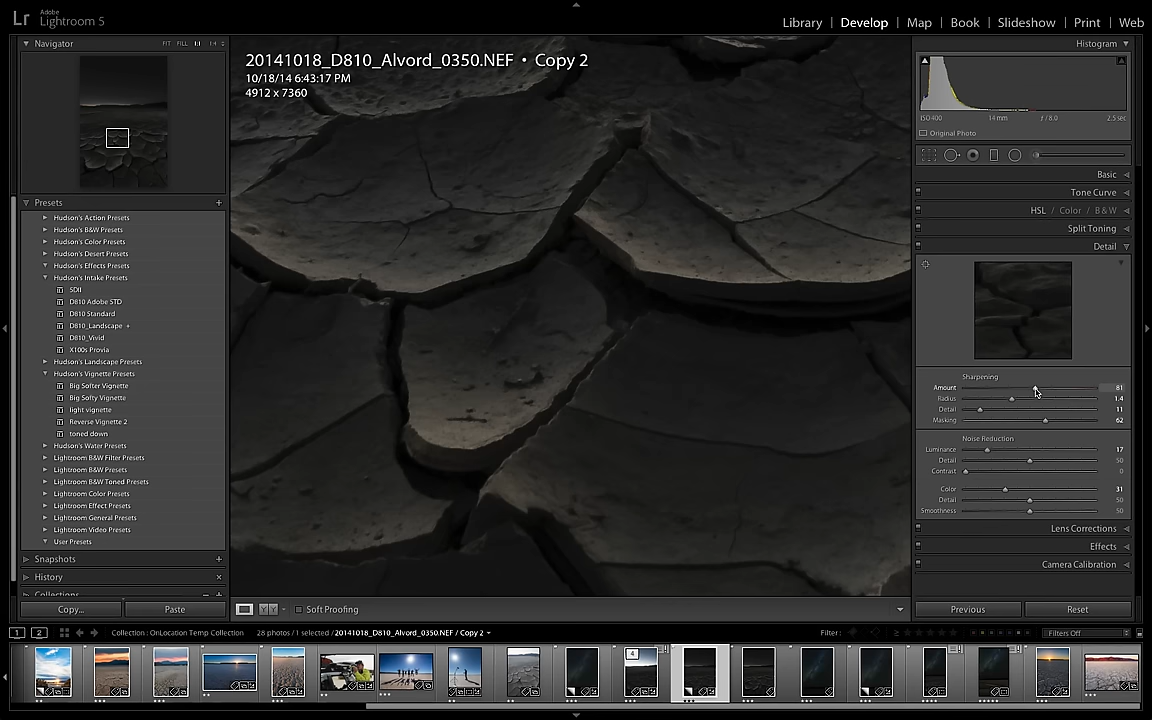 Lr Adobe Lightroom 5
Library | Develop | Map | Book | Slideshow | Print | Web
Navigator FIT FILL 1:1 1:1
20141018_D810_Alvord_0350.NEF • Copy 2
10/18/14 6:43:17 PM
4912 x 7360
Histogram
ISO400 14 mm ƒ / 8.0 2.5 sec
Original Photo
Basic
Tone Curve
HSL / Color / B&W
Split Toning
Detail
Presets +
Hudson's Action Presets
Hudson's B&W Presets
Hudson's Color Presets
Hudson's Desert Presets
Hudson's Effects Presets
Hudson's Intake Presets
5DII
D810 Adobe STD
D810 Standard
D810_Landscape +
D810_Vivid
X100s Provia
Hudson's Landscape Presets
Hudson's Vignette Presets
Big Softer Vignette
Big Softy Vignette
light vignette
Reverse Vignette 2
toned down
Hudson's Water Presets
Lightroom B&W Filter Presets
Lightroom B&W Presets
Lightroom B&W Toned Presets
Lightroom Color Presets
Lightroom Effect Presets
Lightroom General Presets
Lightroom Video Presets
User Presets
Snapshots +
History ×
Collections
Copy... Paste
Sharpening
Amount 81
Radius 1.4
Detail 11
Masking 62
Noise Reduction
Luminance 17
Detail 50
Contrast 0
Color 31
Detail 50
Smoothness 50
Lens Corrections
Effects
Camera Calibration
Soft Proofing
Previous Reset
1 2 Collection : OnLocation Temp Collection 28 photos / 1 selected / 20141018_D810_Alvord_0350.NEF / Copy 2 Filter : Filters Off
4